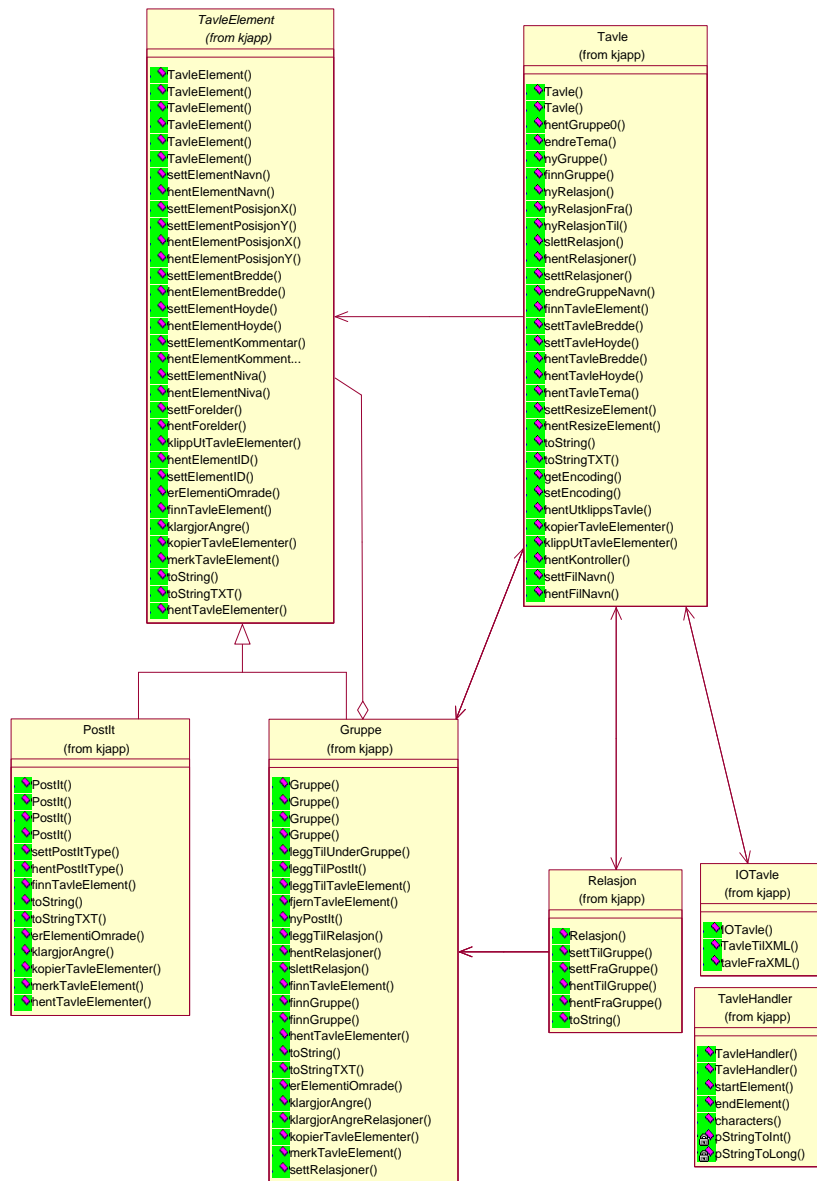 TavleElement
(from kjapp)
TavleElement()
TavleElement()
TavleElement()
TavleElement()
TavleElement()
TavleElement()
settElementNavn()
hentElementNavn()
settElementPosisjonX()
settElementPosisjonY()
hentElementPosisjonX()
hentElementPosisjonY()
settElementBredde()
hentElementBredde()
settElementHoyde()
hentElementHoyde()
settElementKommentar()
hentElementKomment...
settElementNiva()
hentElementNiva()
settForelder()
hentForelder()
klippUtTavleElementer()
hentElementID()
settElementID()
erElementiOmrade()
finnTavleElement()
klargjorAngre()
kopierTavleElementer()
merkTavleElement()
toString()
toStringTXT()
hentTavleElementer()
Tavle
(from kjapp)
Tavle()
Tavle()
hentGruppe0()
endreTema()
nyGruppe()
finnGruppe()
nyRelasjon()
nyRelasjonFra()
nyRelasjonTil()
slettRelasjon()
hentRelasjoner()
settRelasjoner()
endreGruppeNavn()
finnTavleElement()
settTavleBredde()
settTavleHoyde()
hentTavleBredde()
hentTavleHoyde()
hentTavleTema()
settResizeElement()
hentResizeElement()
toString()
toStringTXT()
getEncoding()
setEncoding()
hentUtklippsTavle()
kopierTavleElementer()
klippUtTavleElementer()
hentKontroller()
settFilNavn()
hentFilNavn()
PostIt
(from kjapp)
PostIt()
PostIt()
PostIt()
PostIt()
settPostItType()
hentPostItType()
finnTavleElement()
toString()
toStringTXT()
erElementiOmrade()
klargjorAngre()
kopierTavleElementer()
merkTavleElement()
hentTavleElementer()
Gruppe
(from kjapp)
Gruppe()
Gruppe()
Gruppe()
Gruppe()
leggTilUnderGruppe()
leggTilPostIt()
leggTilTavleElement()
fjernTavleElement()
nyPostIt()
leggTilRelasjon()
hentRelasjoner()
slettRelasjon()
finnTavleElement()
finnGruppe()
finnGruppe()
hentTavleElementer()
toString()
toStringTXT()
erElementiOmrade()
klargjorAngre()
klargjorAngreRelasjoner()
kopierTavleElementer()
merkTavleElement()
settRelasjoner()
Relasjon
(from kjapp)
Relasjon()
settTilGruppe()
settFraGruppe()
hentTilGruppe()
hentFraGruppe()
toString()
IOTavle
(from kjapp)
IOTavle()
TavleTilXML()
tavleFraXML()
TavleHandler
(from kjapp)
TavleHandler()
TavleHandler()
startElement()
endElement()
characters()
pStringToInt()
pStringToLong()